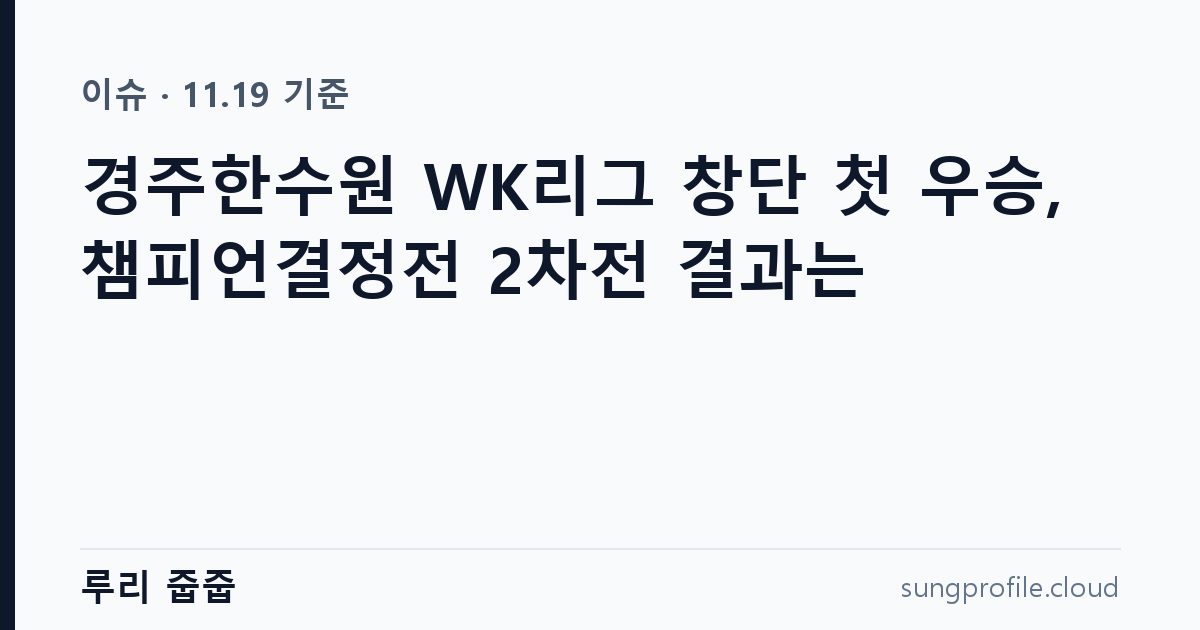 이슈 · 11.19 기준
경주한수원 WK리그 창단 첫 우승,
챔피언결정전 2차전 결과는
루리 줍줍
sungprofile.cloud